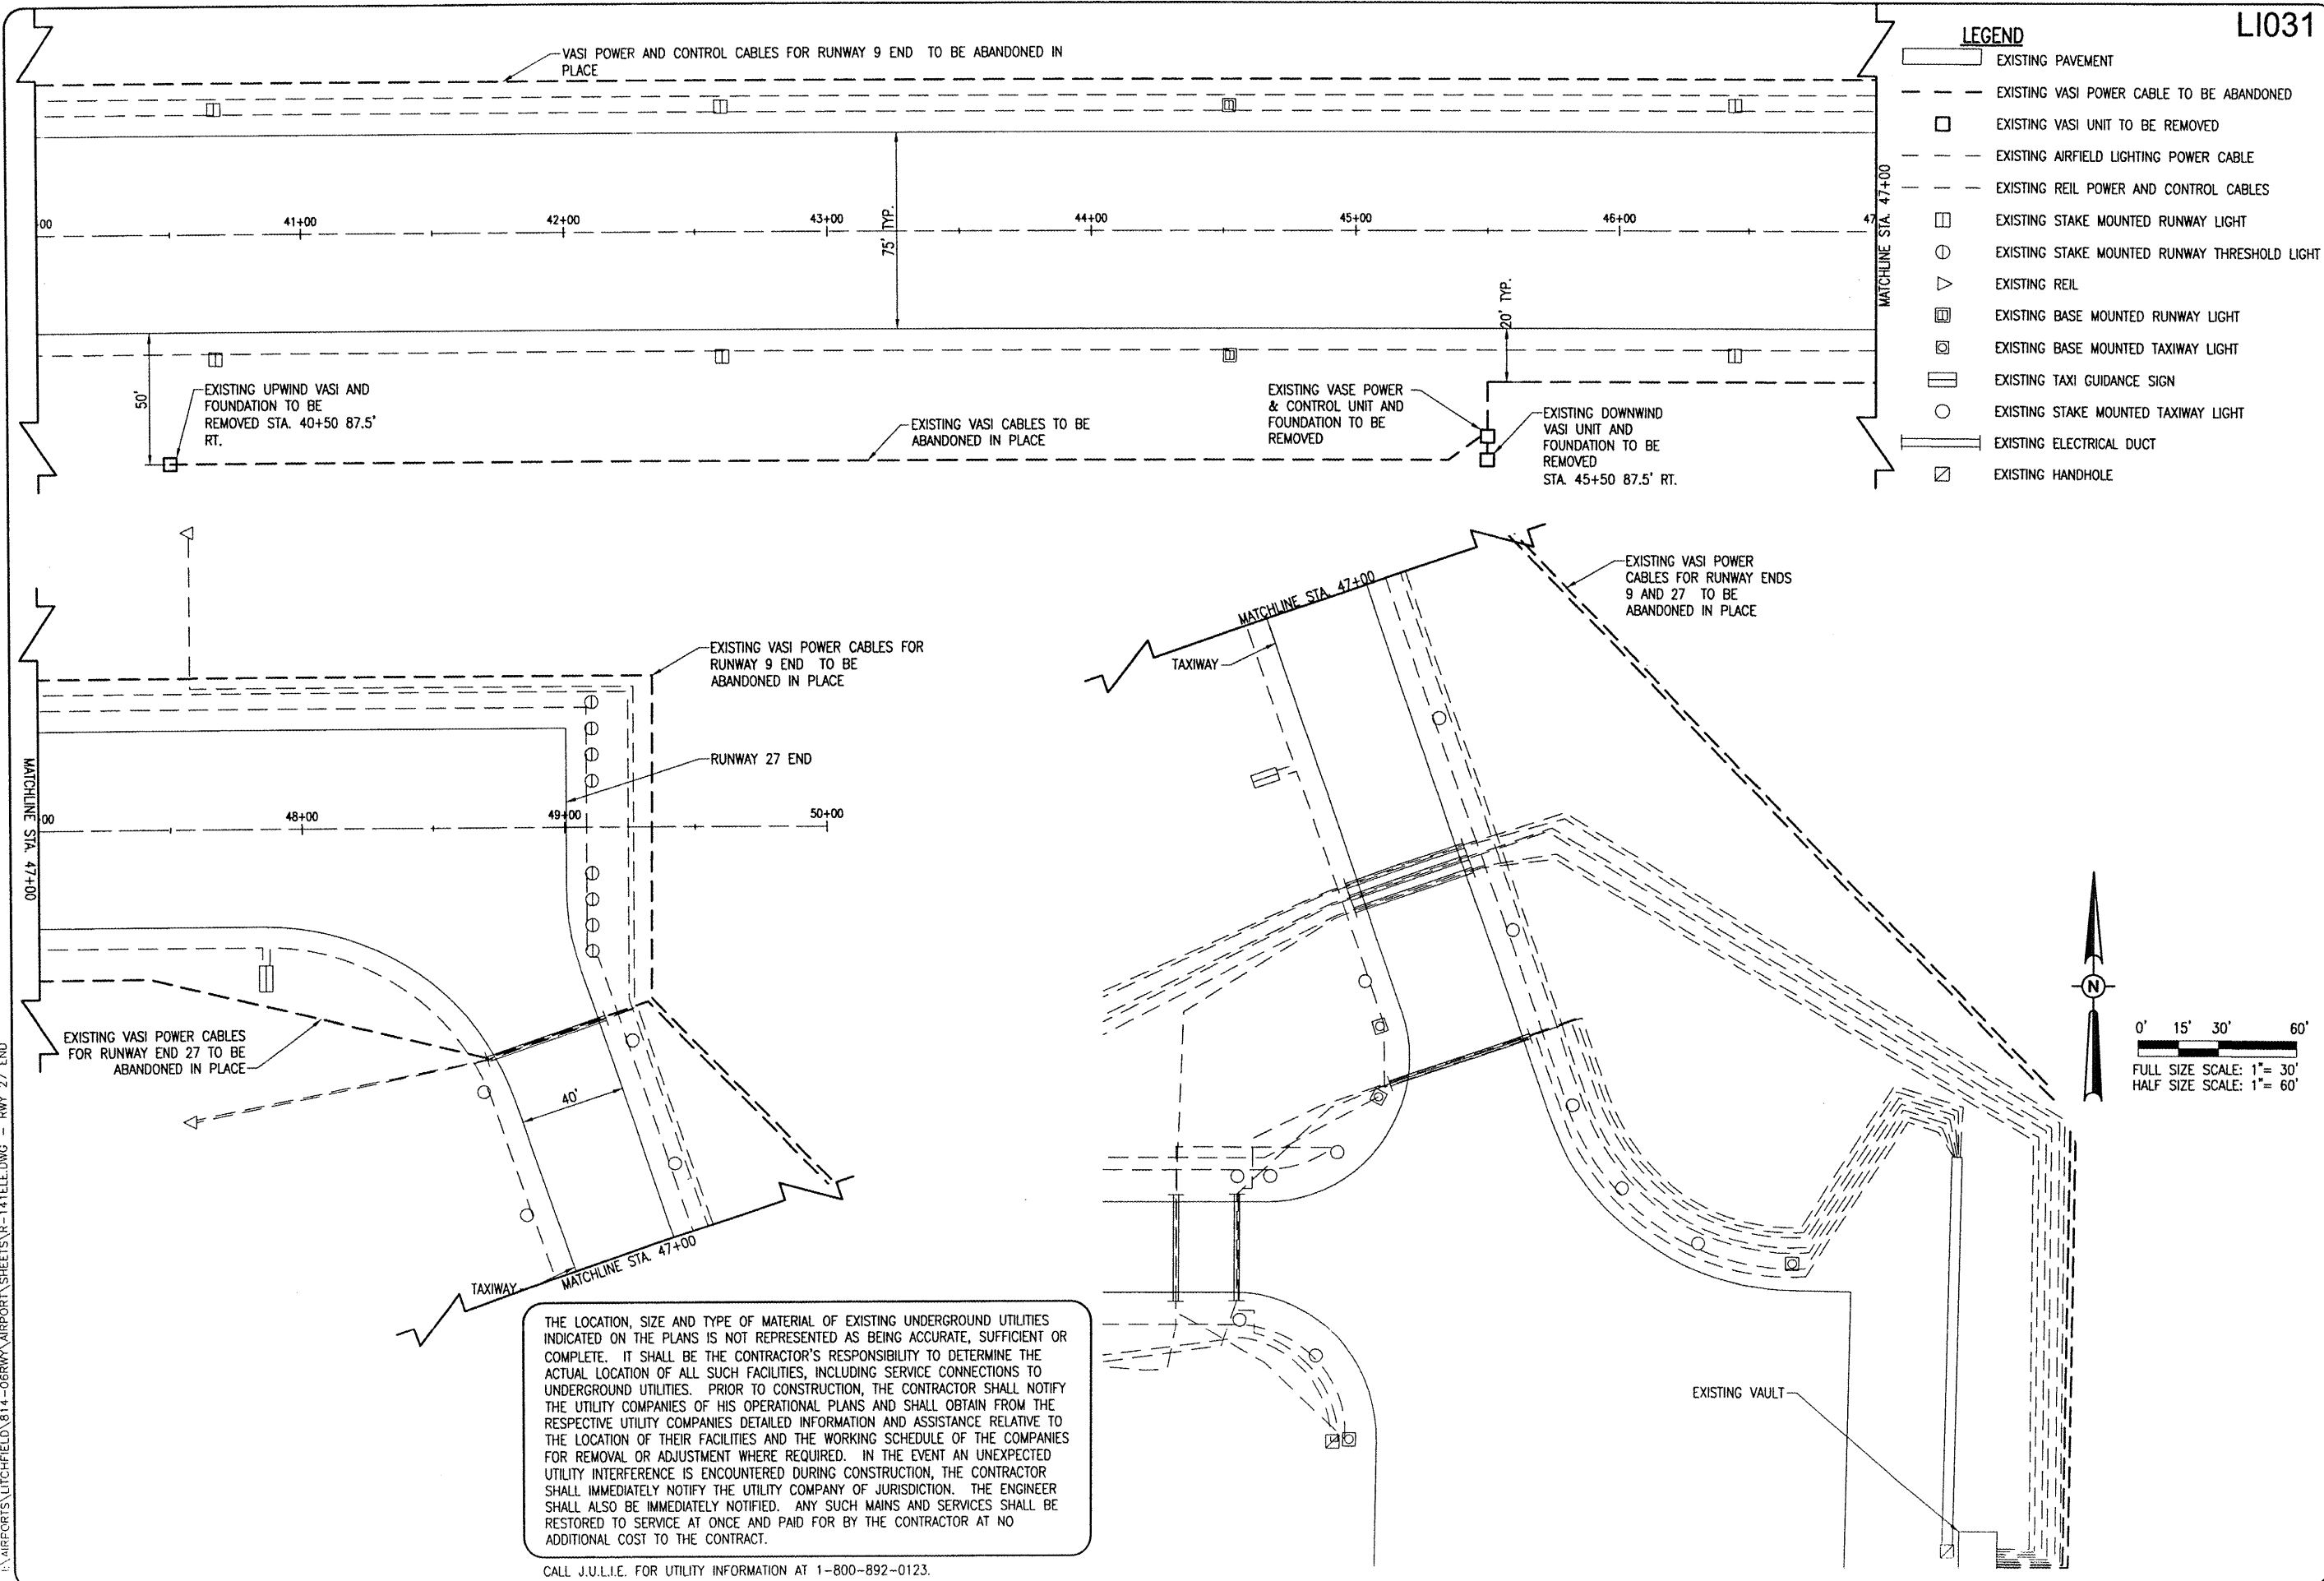 LI031
VASI POWER AND CONTROL CABLES FOR RUNWAY 9 END TO BE ABANDONED IN
PLACE
00
41+00
42+00
43+00
44+00
45+00
46+00
47
75' TYP.
20' TYP.
50'
MATCHLINE STA. 47+00
EXISTING UPWIND VASI AND
FOUNDATION TO BE
REMOVED STA. 40+50 87.5'
RT.
EXISTING VASI CABLES TO BE
ABANDONED IN PLACE
EXISTING VASE POWER
& CONTROL UNIT AND
FOUNDATION TO BE
REMOVED
EXISTING DOWNWIND
VASI UNIT AND
FOUNDATION TO BE
REMOVED
STA. 45+50 87.5' RT.
LEGEND
EXISTING PAVEMENT
EXISTING VASI POWER CABLE TO BE ABANDONED
EXISTING VASI UNIT TO BE REMOVED
EXISTING AIRFIELD LIGHTING POWER CABLE
EXISTING REIL POWER AND CONTROL CABLES
EXISTING STAKE MOUNTED RUNWAY LIGHT
EXISTING STAKE MOUNTED RUNWAY THRESHOLD LIGHT
EXISTING REIL
EXISTING BASE MOUNTED RUNWAY LIGHT
EXISTING BASE MOUNTED TAXIWAY LIGHT
EXISTING TAXI GUIDANCE SIGN
EXISTING STAKE MOUNTED TAXIWAY LIGHT
EXISTING ELECTRICAL DUCT
EXISTING HANDHOLE
EXISTING VASI POWER CABLES FOR
RUNWAY 9 END TO BE
ABANDONED IN PLACE
RUNWAY 27 END
MATCHLINE STA. 47+00
00
48+00
49+00
50+00
EXISTING VASI POWER CABLES
FOR RUNWAY END 27 TO BE
ABANDONED IN PLACE
40'
TAXIWAY
MATCHLINE STA. 47+00
MATCHLINE STA. 47+00
TAXIWAY
EXISTING VASI POWER
CABLES FOR RUNWAY ENDS
9 AND 27 TO BE
ABANDONED IN PLACE
N
0' 15' 30' 60'
FULL SIZE SCALE: 1"= 30'
HALF SIZE SCALE: 1"= 60'
EXISTING VAULT
THE LOCATION, SIZE AND TYPE OF MATERIAL OF EXISTING UNDERGROUND UTILITIES
INDICATED ON THE PLANS IS NOT REPRESENTED AS BEING ACCURATE, SUFFICIENT OR
COMPLETE. IT SHALL BE THE CONTRACTOR'S RESPONSIBILITY TO DETERMINE THE
ACTUAL LOCATION OF ALL SUCH FACILITIES, INCLUDING SERVICE CONNECTIONS TO
UNDERGROUND UTILITIES. PRIOR TO CONSTRUCTION, THE CONTRACTOR SHALL NOTIFY
THE UTILITY COMPANIES OF HIS OPERATIONAL PLANS AND SHALL OBTAIN FROM THE
RESPECTIVE UTILITY COMPANIES DETAILED INFORMATION AND ASSISTANCE RELATIVE TO
THE LOCATION OF THEIR FACILITIES AND THE WORKING SCHEDULE OF THE COMPANIES
FOR REMOVAL OR ADJUSTMENT WHERE REQUIRED. IN THE EVENT AN UNEXPECTED
UTILITY INTERFERENCE IS ENCOUNTERED DURING CONSTRUCTION, THE CONTRACTOR
SHALL IMMEDIATELY NOTIFY THE UTILITY COMPANY OF JURISDICTION. THE ENGINEER
SHALL ALSO BE IMMEDIATELY NOTIFIED. ANY SUCH MAINS AND SERVICES SHALL BE
RESTORED TO SERVICE AT ONCE AND PAID FOR BY THE CONTRACTOR AT NO
ADDITIONAL COST TO THE CONTRACT.
CALL J.U.L.I.E. FOR UTILITY INFORMATION AT 1-800-892-0123.
I:\AIRPORTS\LITCHFIELD\814-06RWY\AIRPORT\SHEETS\R-141ELE.DWG - RWY 27 END